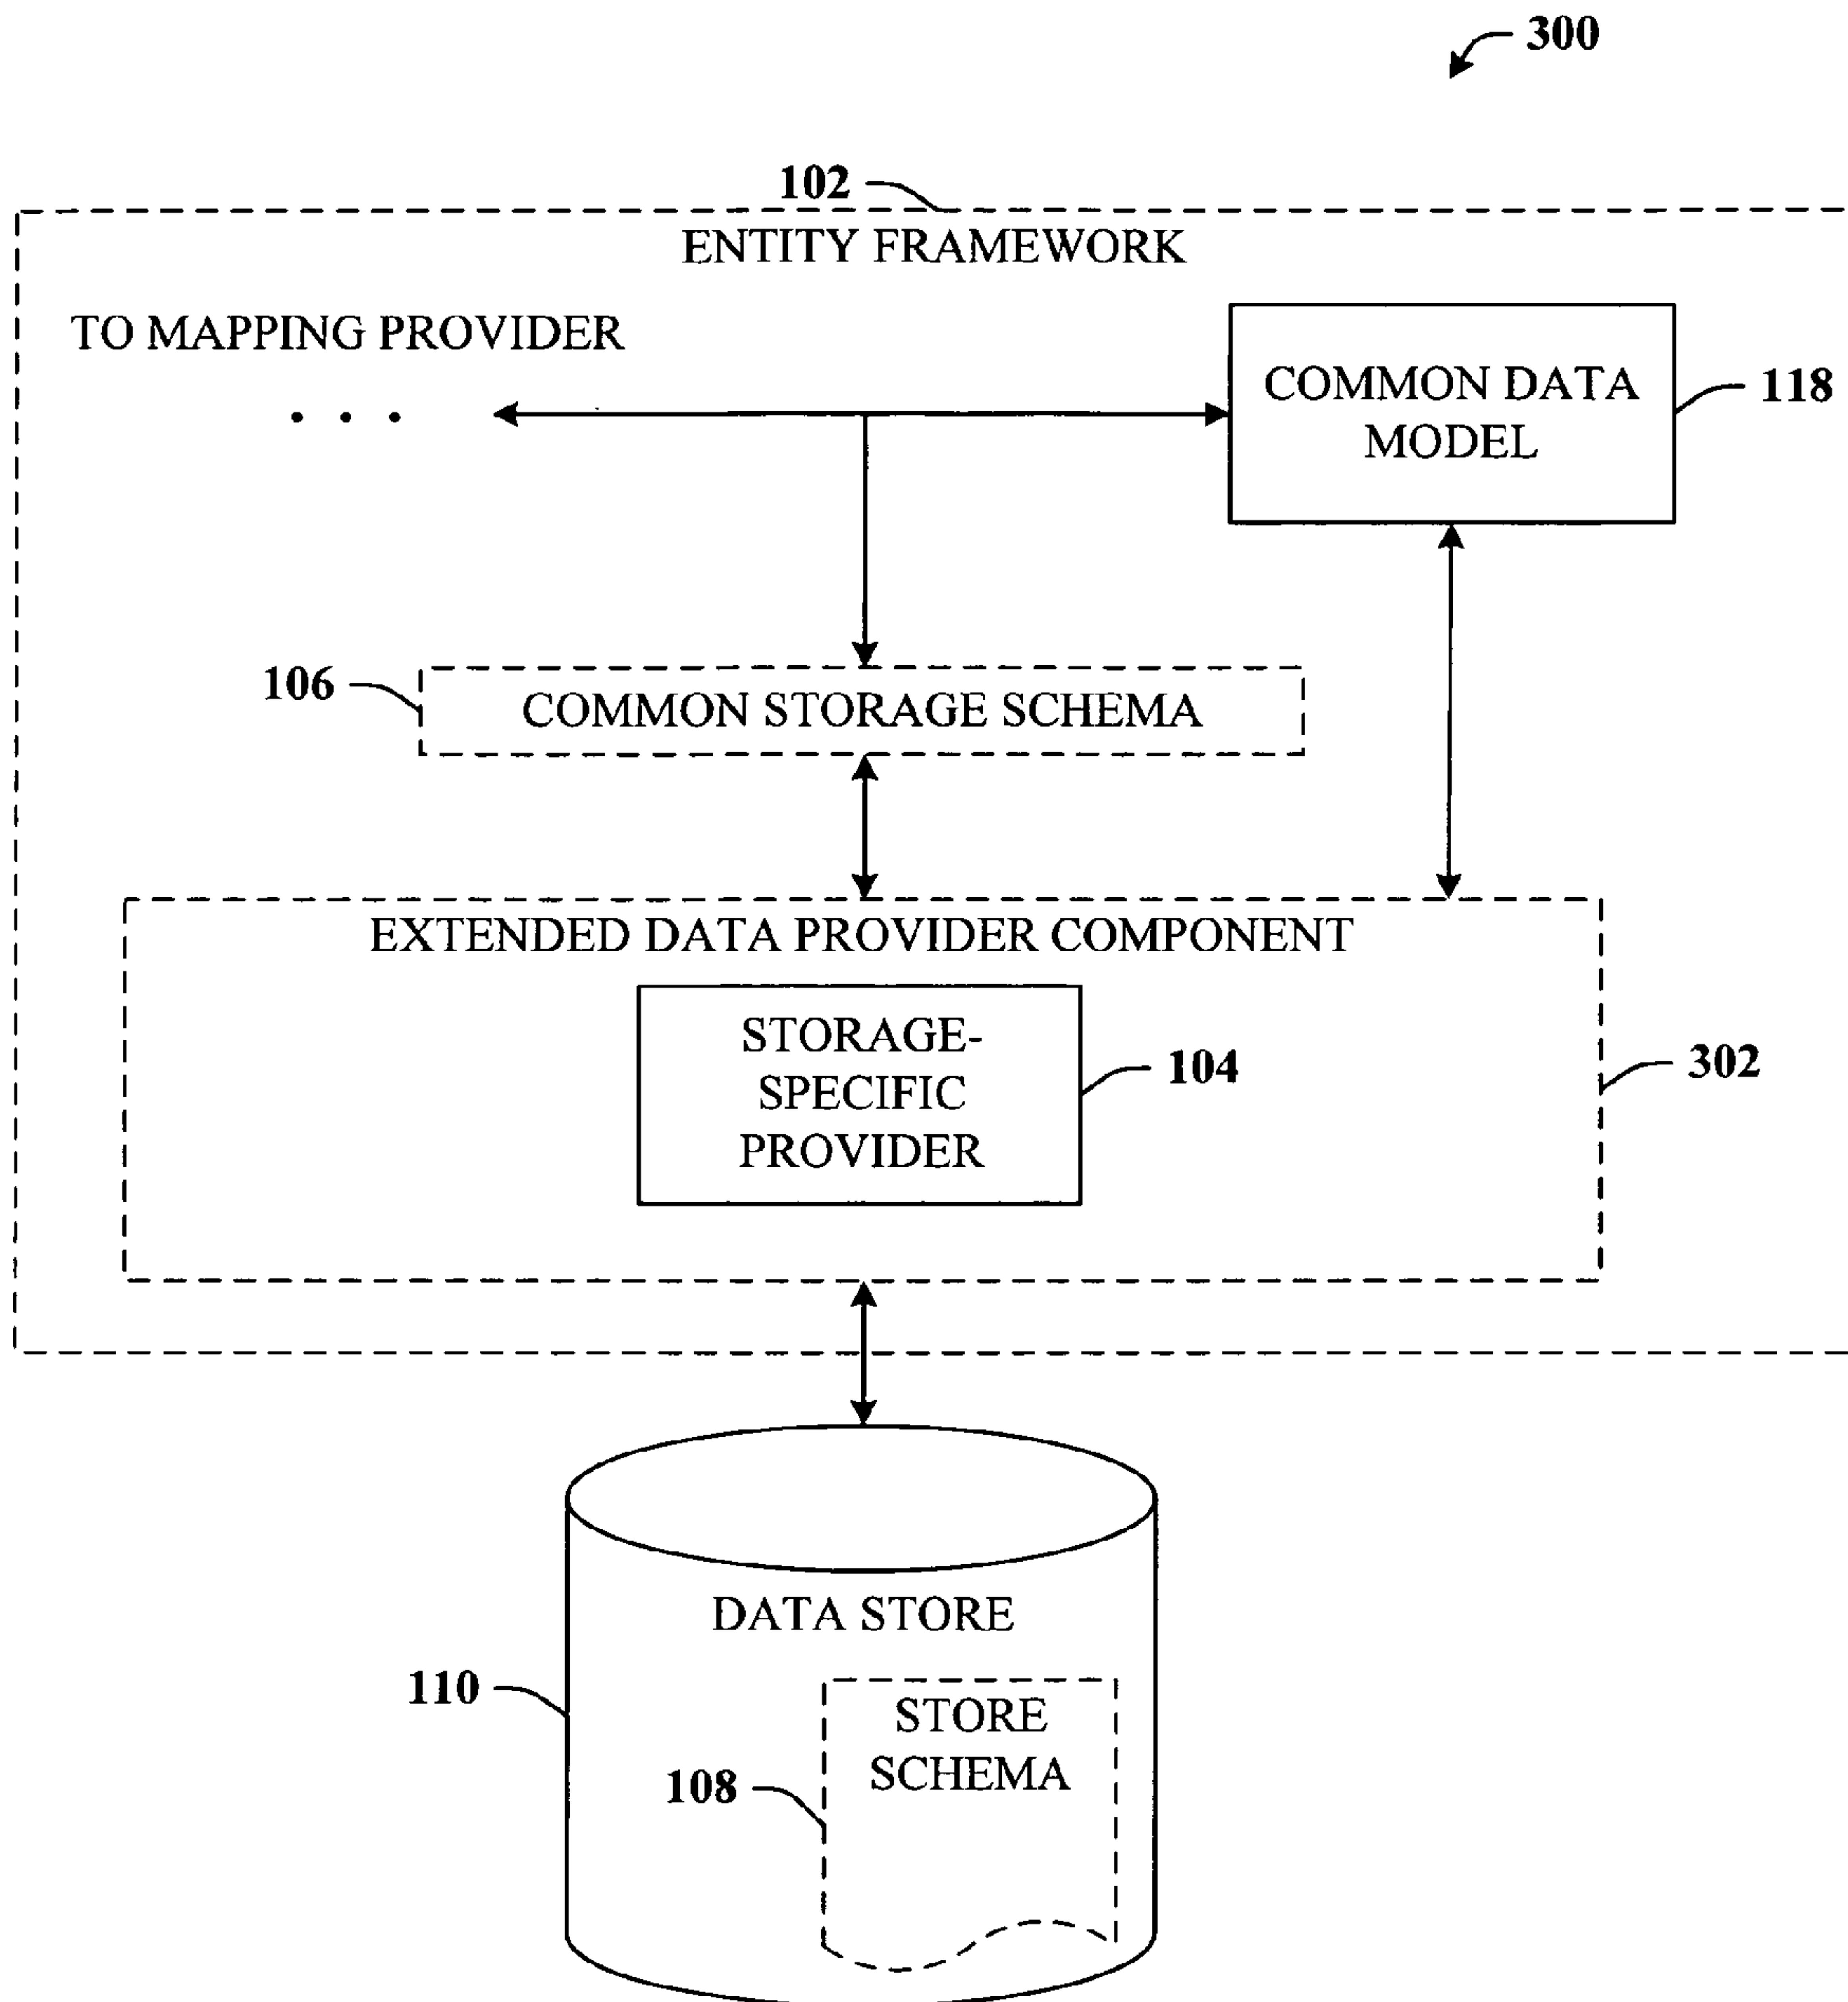 300
102
ENTITY FRAMEWORK
TO MAPPING PROVIDER
. . .
COMMON DATA
MODEL
118
106
COMMON STORAGE SCHEMA
EXTENDED DATA PROVIDER COMPONENT
STORAGE-
SPECIFIC
PROVIDER
104
302
DATA STORE
110
STORE
SCHEMA
108